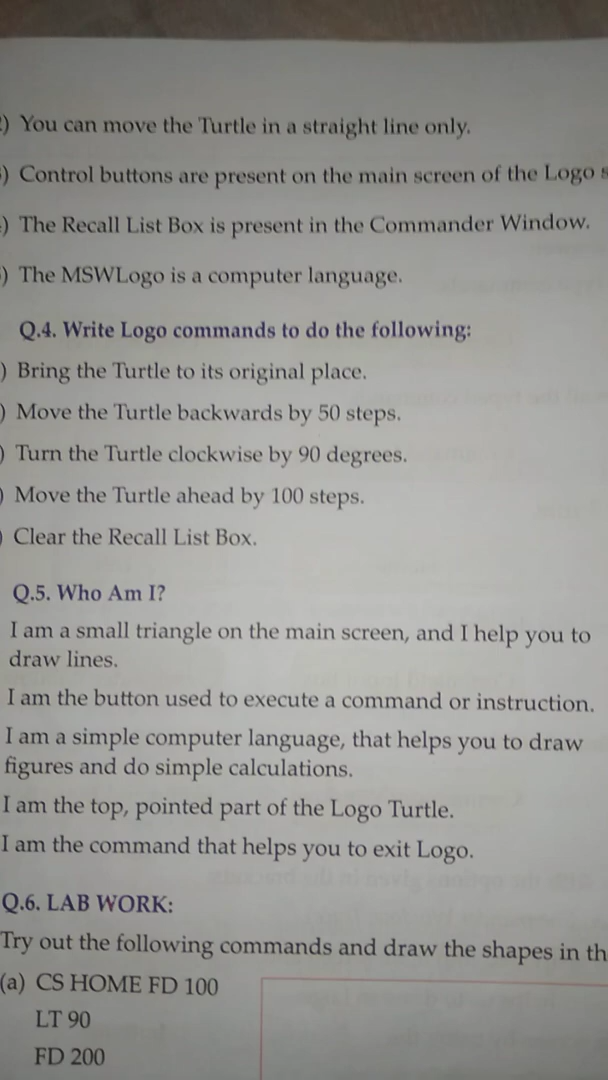 ) You can move the Turtle in a straight line only.
) Control buttons are present on the main screen of the Logo
) The Recall List Box is present in the Commander Window.
) The MSWLogo is a computer language.
Q.4. Write Logo commands to do the following:
) Bring the Turtle to its original place.
) Move the Turtle backwards by 50 steps.
) Turn the Turtle clockwise by 90 degrees.
) Move the Turtle ahead by 100 steps.
) Clear the Recall List Box.
Q.5. Who Am I?
I am a small triangle on the main screen, and I help you to
draw lines.
I am the button used to execute a command or instruction.
I am a simple computer language, that helps you to draw
figures and do simple calculations.
I am the top, pointed part of the Logo Turtle.
I am the command that helps you to exit Logo.
Q.6. LAB WORK:
Try out the following commands and draw the shapes in th
(a) CS HOME FD 100
LT 90
FD 200